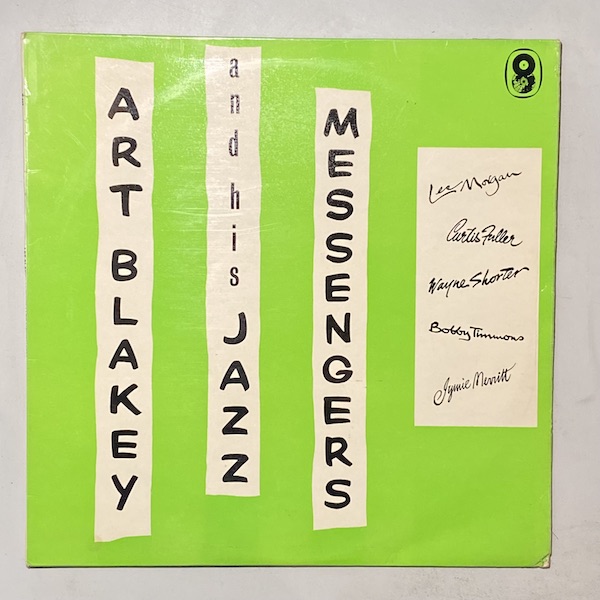 ART BLAKEY
and his JAZZ
MESSENGERS
Lee Morgan
Curtis Fuller
Wayne Shorter
Bobby Timmons
Jymie Merritt